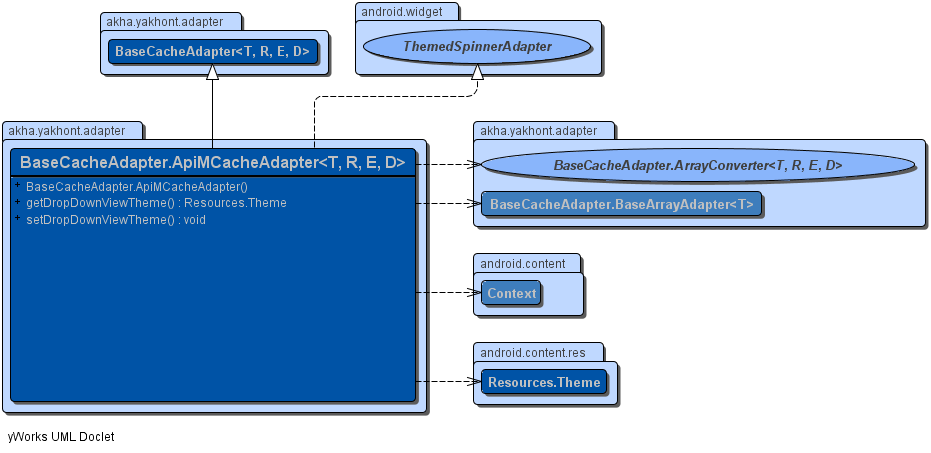 akha.yakhont.adapter
BaseCacheAdapter<T, R, E, D>
android.widget
ThemedSpinnerAdapter
akha.yakhont.adapter
BaseCacheAdapter.ApiMCacheAdapter<T, R, E, D>
+ BaseCacheAdapter.ApiMCacheAdapter()
+ getDropDownViewTheme() : Resources.Theme
+ setDropDownViewTheme() : void
akha.yakhont.adapter
BaseCacheAdapter.ArrayConverter<T, R, E, D>
BaseCacheAdapter.BaseArrayAdapter<T>
android.content
Context
android.content.res
Resources.Theme
yWorks UML Doclet